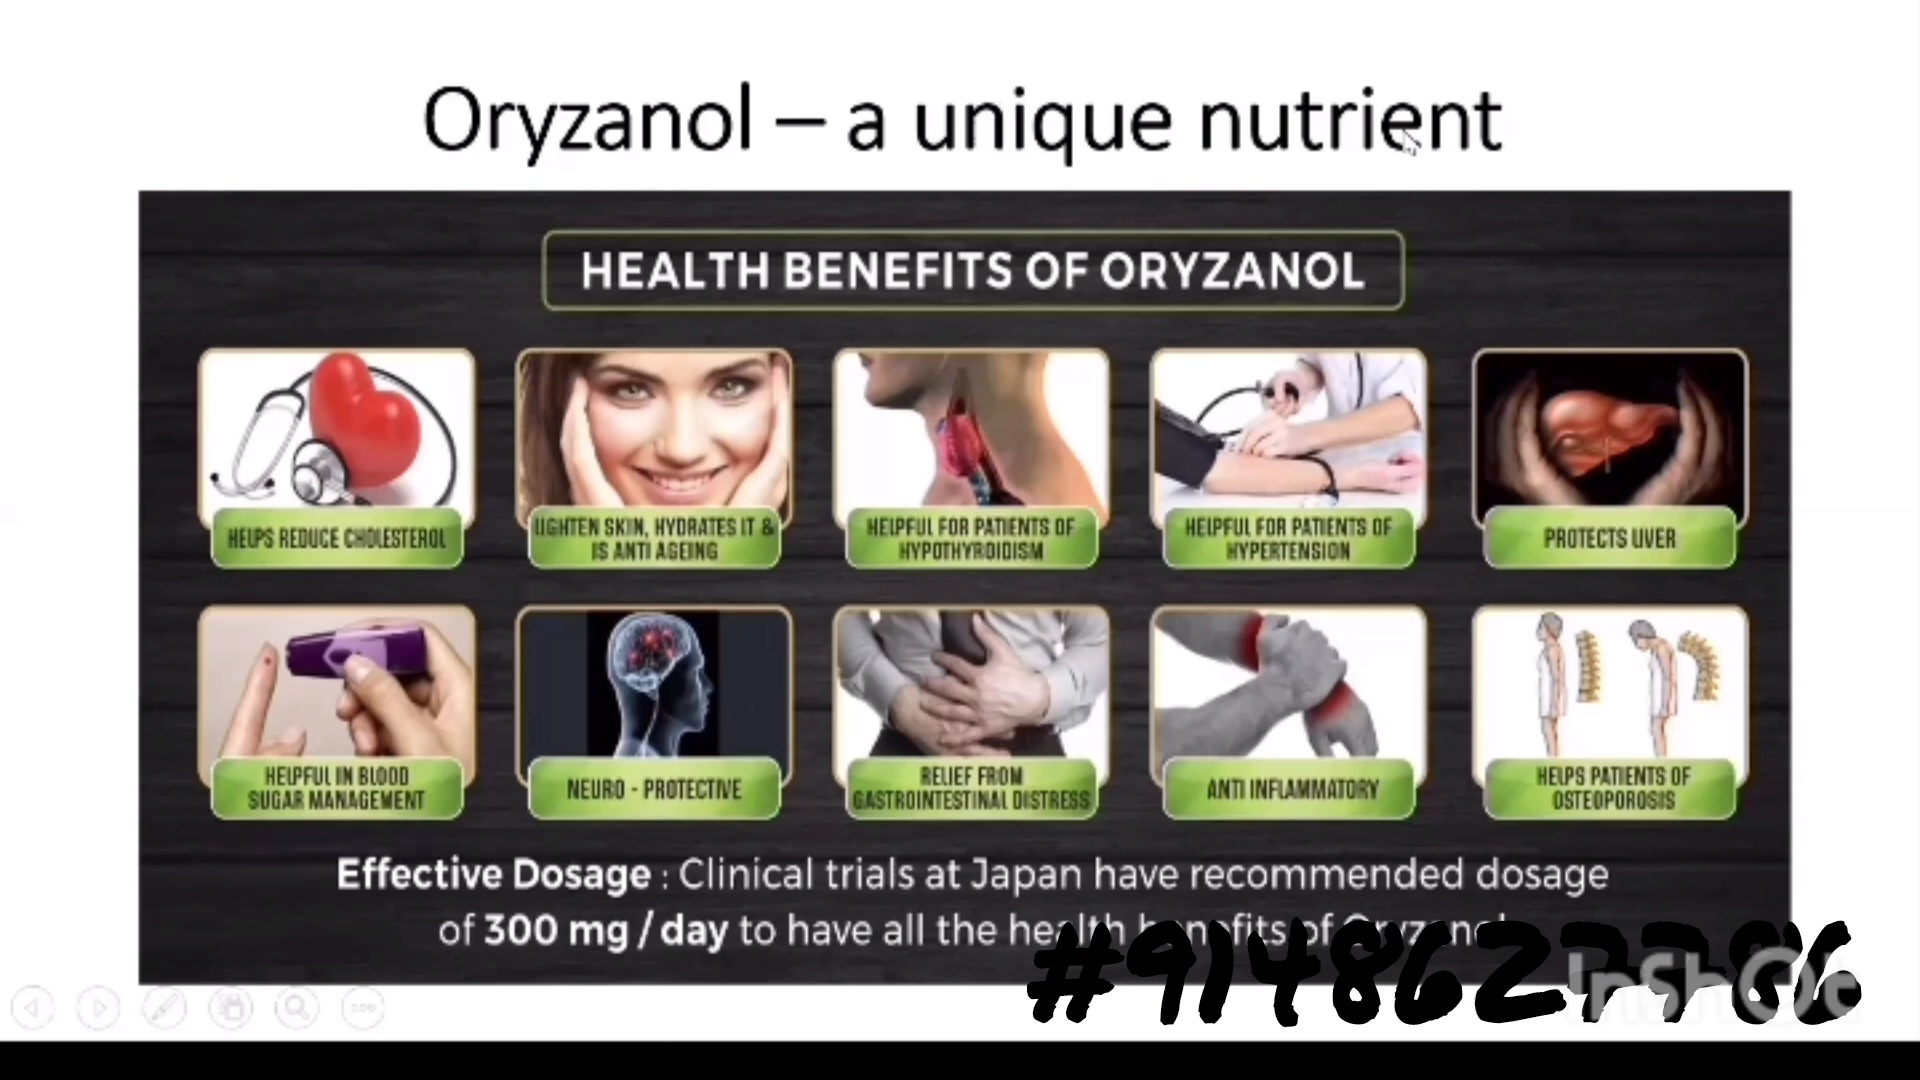 Oryzanol – a unique nutrient
HEALTH BENEFITS OF ORYZANOL
HELPS REDUCE CHOLESTEROL
LIGHTEN SKIN, HYDRATES IT &
IS ANTI AGEING
HELPFUL FOR PATIENTS OF
HYPOTHYROIDISM
HELPFUL FOR PATIENTS OF
HYPERTENSION
PROTECTS LIVER
HELPFUL IN BLOOD
SUGAR MANAGEMENT
NEURO - PROTECTIVE
RELIEF FROM
GASTROINTESTINAL DISTRESS
ANTI INFLAMMATORY
HELPS PATIENTS OF
OSTEOPOROSIS
Effective Dosage : Clinical trials at Japan have recommended dosage
of 300 mg / day to have all the health benefits of Oryzanol
InShOt